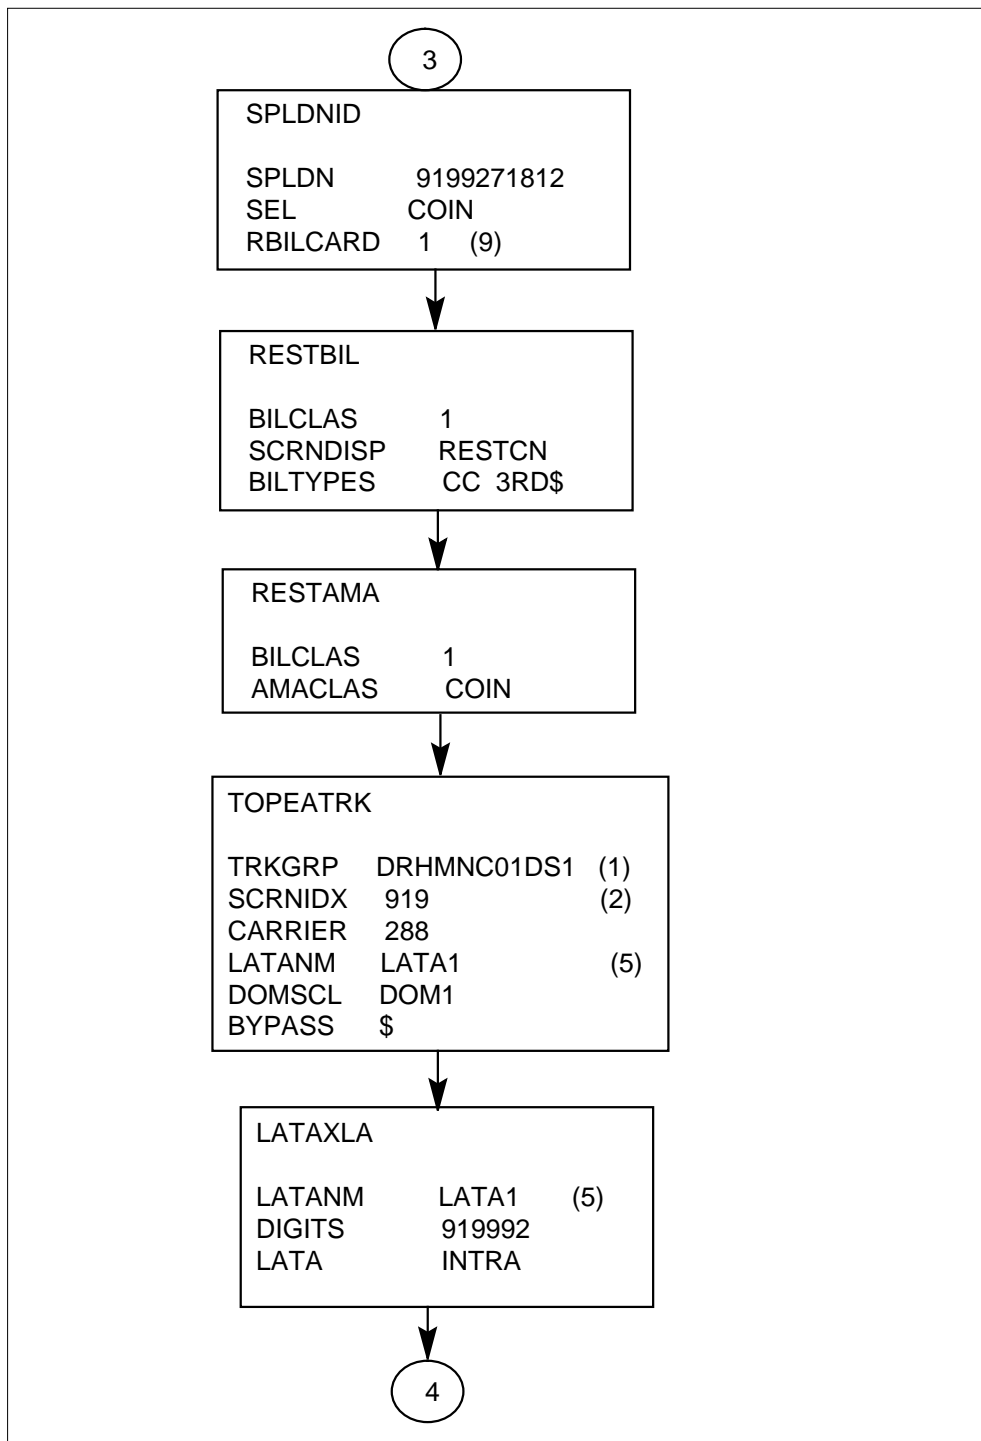 3
SPLDNID
SPLDN 9199271812
SEL COIN
RBILCARD 1 (9)
RESTBIL
BILCLAS 1
SCRNDISP RESTCN
BILTYPES CC 3RD$
RESTAMA
BILCLAS 1
AMACLAS COIN
TOPEATRK
TRKGRP DRHMNC01DS1 (1)
SCRNIDX 919 (2)
CARRIER 288
LATANM LATA1 (5)
DOMSCL DOM1
BYPASS $
LATAXLA
LATANM LATA1 (5)
DIGITS 919992
LATA INTRA
4